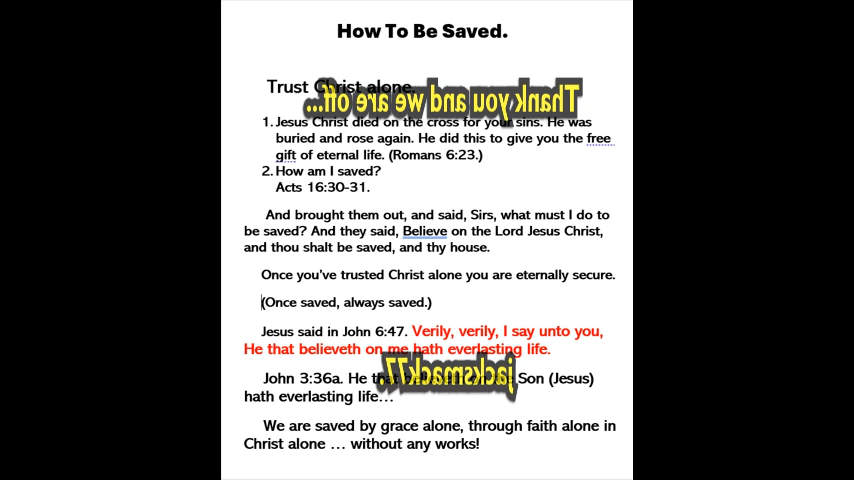 How To Be Saved.
Trust Christ alone.
Thank you and we are off...
1. Jesus Christ died on the cross for your sins. He was
buried and rose again. He did this to give you the free
gift of eternal life. (Romans 6:23.)
2. How am I saved?
Acts 16:30-31.
And brought them out, and said, Sirs, what must I do to
be saved? And they said, Believe on the Lord Jesus Christ,
and thou shalt be saved, and thy house.
Once you’ve trusted Christ alone you are eternally secure.
(Once saved, always saved.)
Jesus said in John 6:47. Verily, verily, I say unto you,
He that believeth on me hath everlasting life.
jacksmack77.
John 3:36a. He that believeth on the Son (Jesus)
hath everlasting life…
We are saved by grace alone, through faith alone in
Christ alone … without any works!